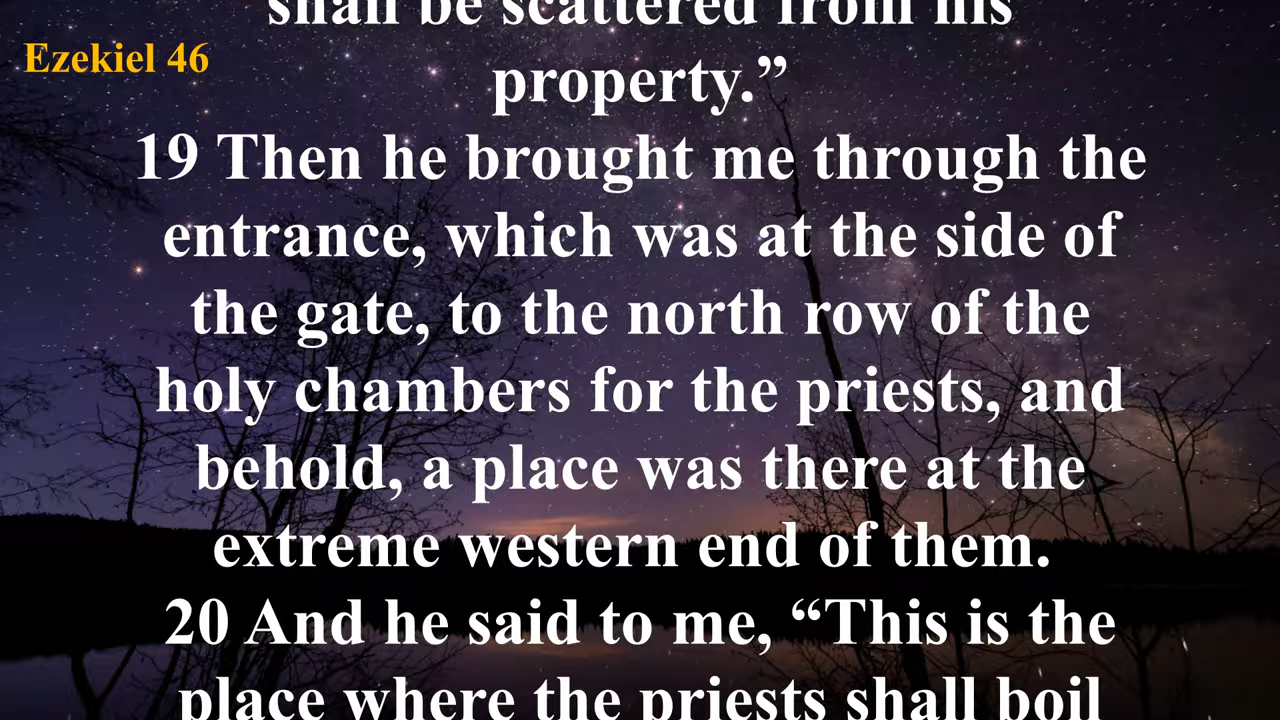 shall be scattered from his
Ezekiel 46
property.”
19 Then he brought me through the
entrance, which was at the side of
the gate, to the north row of the
holy chambers for the priests, and
behold, a place was there at the
extreme western end of them.
20 And he said to me, “This is the
place where the priests shall boil